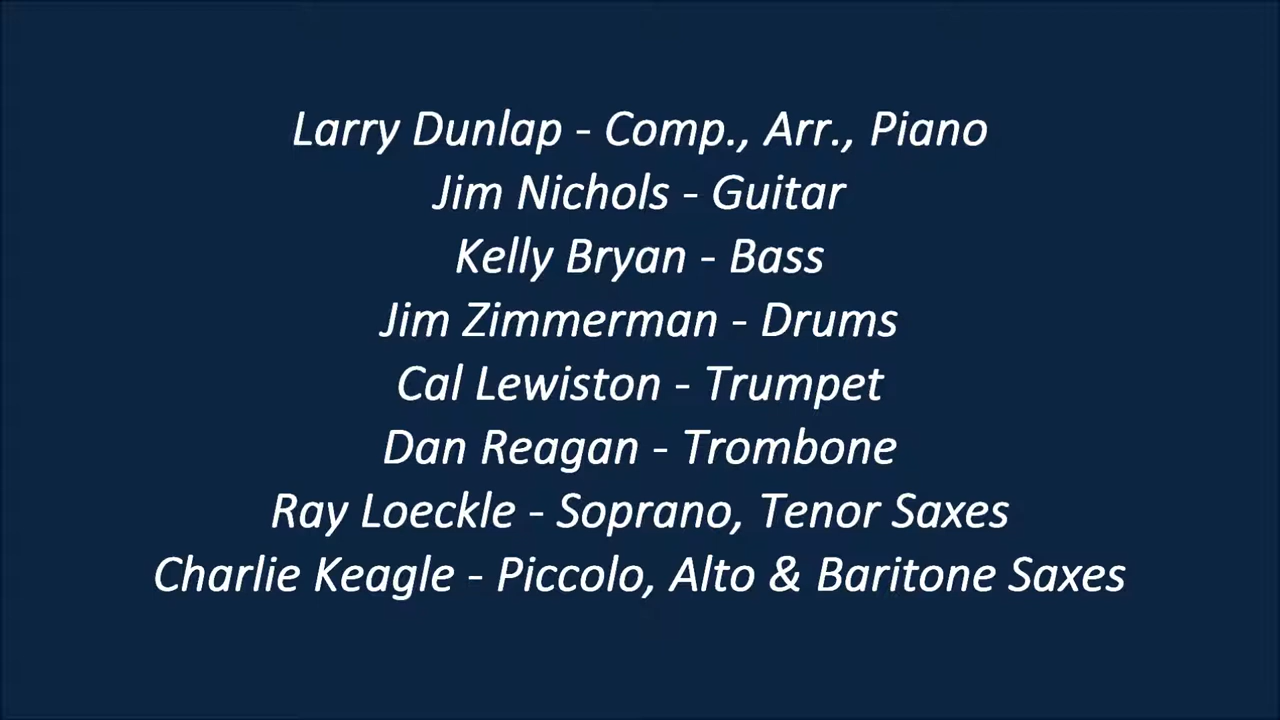 Larry Dunlap - Comp., Arr., Piano
Jim Nichols - Guitar
Kelly Bryan - Bass
Jim Zimmerman - Drums
Cal Lewiston - Trumpet
Dan Reagan - Trombone
Ray Loeckle - Soprano, Tenor Saxes
Charlie Keagle - Piccolo, Alto & Baritone Saxes